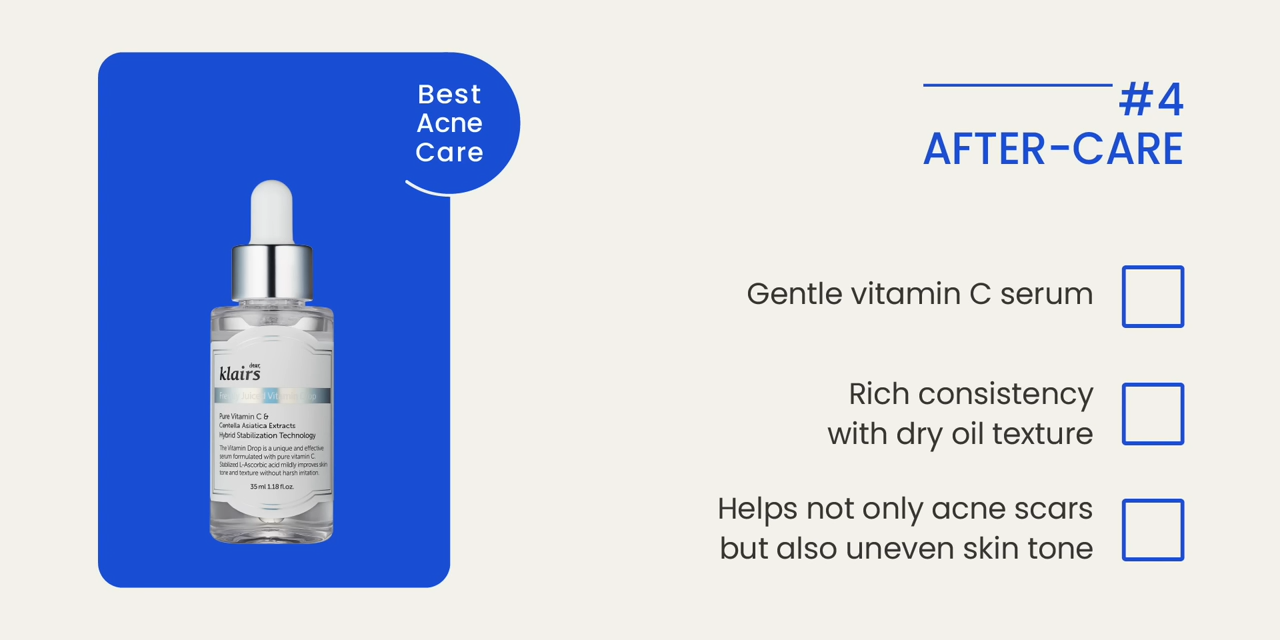 Best
Acne
Care
#4
AFTER-CARE
Gentle vitamin C serum
Rich consistency
with dry oil texture
Helps not only acne scars
but also uneven skin tone
dear,
klairs
Pure Vitamin C &
Centella Asiatica Extracts
Hybrid Stabilization Technology
The Vitamin Drop is a unique and effective
serum formulated with pure vitamin C.
Stabilized L-Ascorbic acid mildly improves skin
tone and texture without harsh irritation.
35 ml 1.18 fl.oz.